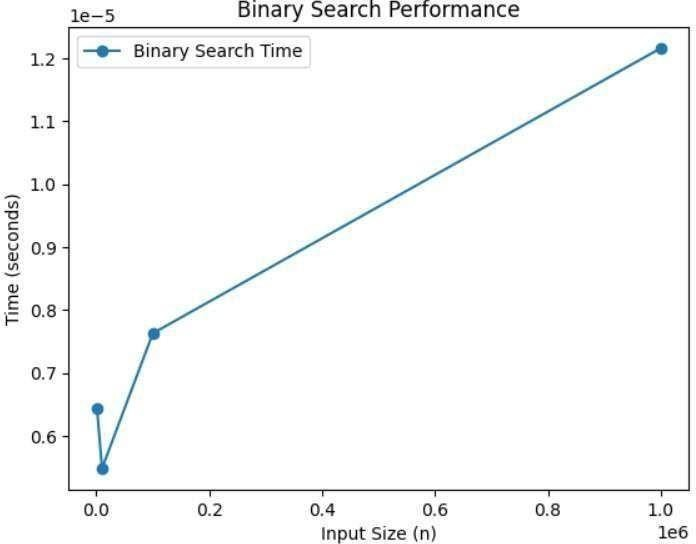 Binary Search Performance
1e−5
Binary Search Time
1.2
1.1
1.0
0.9
0.8
0.7
0.6
Time (seconds)
0.0 0.2 0.4 0.6 0.8 1.0
Input Size (n)
1e6